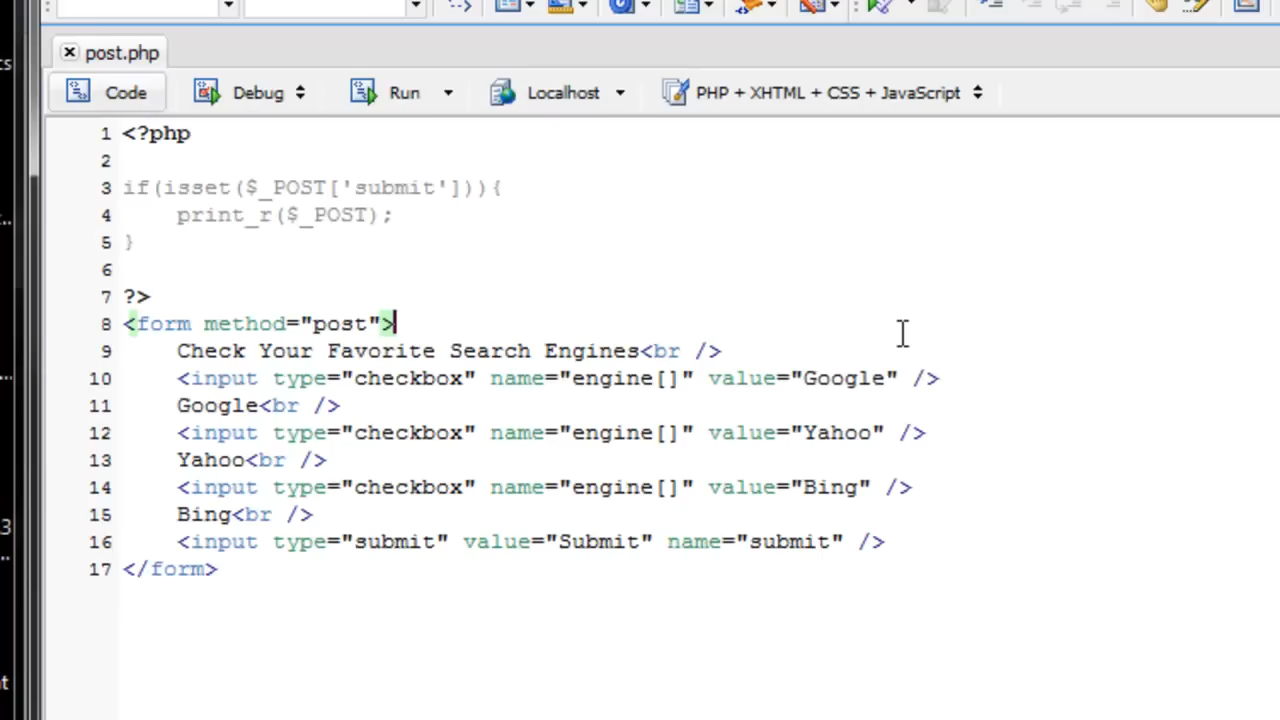 cs
post.php
Code Debug Run Localhost PHP + XHTML + CSS + JavaScript
1 <?php
2
3 if(isset($_POST['submit'])){
4 print_r($_POST);
5 }
6
7 ?>
8 <form method="post">
9 Check Your Favorite Search Engines<br />
10 <input type="checkbox" name="engine[]" value="Google" />
11 Google<br />
12 <input type="checkbox" name="engine[]" value="Yahoo" />
13 Yahoo<br />
14 <input type="checkbox" name="engine[]" value="Bing" />
15 Bing<br />
16 <input type="submit" value="Submit" name="submit" />
17 </form>
3
...